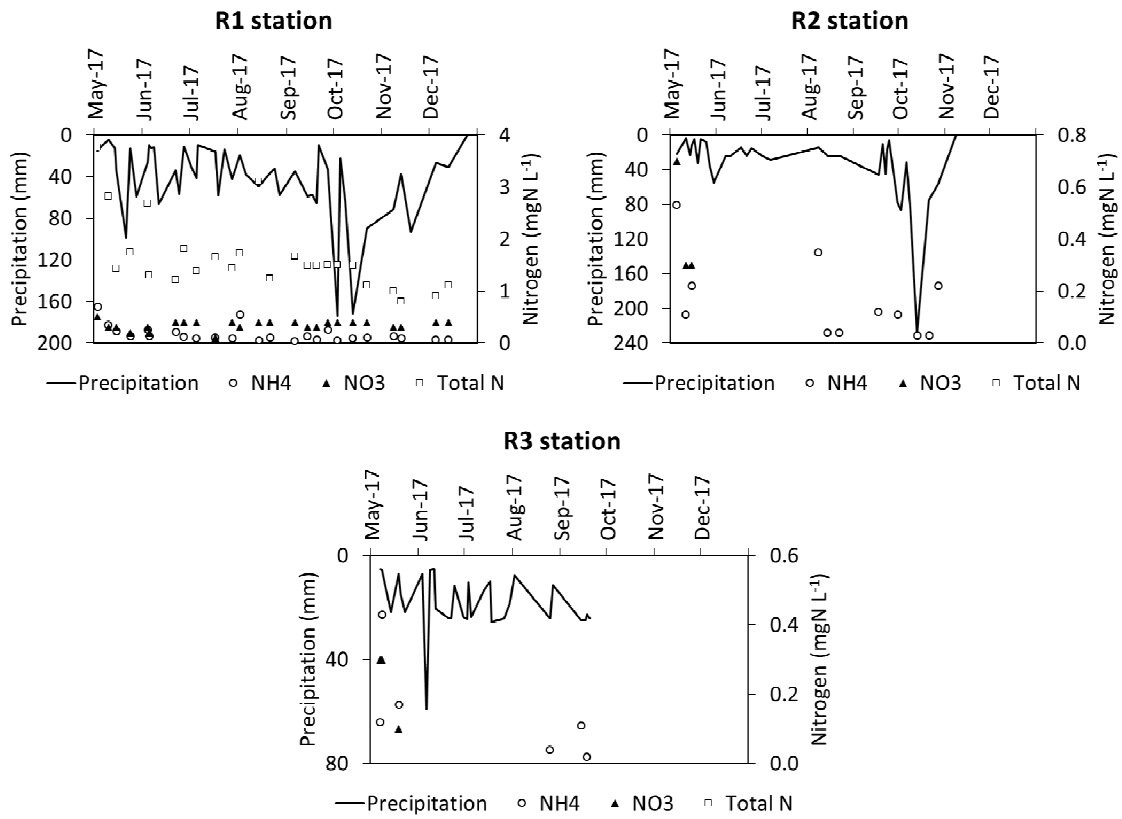 R1 station
May-17 Jun-17 Jul-17 Aug-17 Sep-17 Oct-17 Nov-17 Dec-17
Precipitation (mm)
0
40
80
120
160
200
4
3
2
1
0
Nitrogen (mgN L-1)
Precipitation NH4 NO3 Total N
R2 station
May-17 Jun-17 Jul-17 Aug-17 Sep-17 Oct-17 Nov-17 Dec-17
Precipitation (mm)
0
40
80
120
160
200
240
0.8
0.6
0.4
0.2
0.0
Nitrogen (mgN L-1)
Precipitation NH4 NO3 Total N
R3 station
May-17 Jun-17 Jul-17 Aug-17 Sep-17 Oct-17 Nov-17 Dec-17
Precipitation (mm)
0
40
80
0.6
0.4
0.2
0.0
Nitrogen (mgN L-1)
Precipitation NH4 NO3 Total N